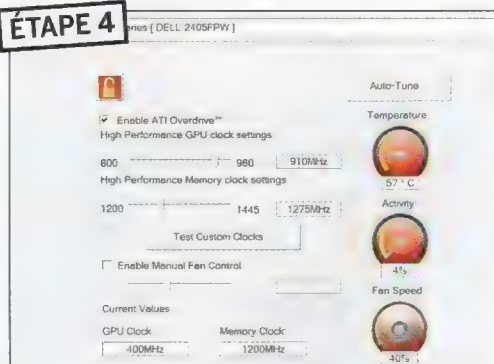 ÉTAPE 4
eries [ DELL 2405FPW ]
Auto-Tune
Enable ATI Overdrive™
High Performance GPU clock settings:
600
960
910MHz
High Performance Memory clock settings
1200
1445
1275MHz
Test Custom Clocks
Enable Manual Fan Control
Current Values
GPU Clock
Memory Clock
400MHz
1200MHz
Temperature
57 ° C
Activity
4%
Fan Speed
40%